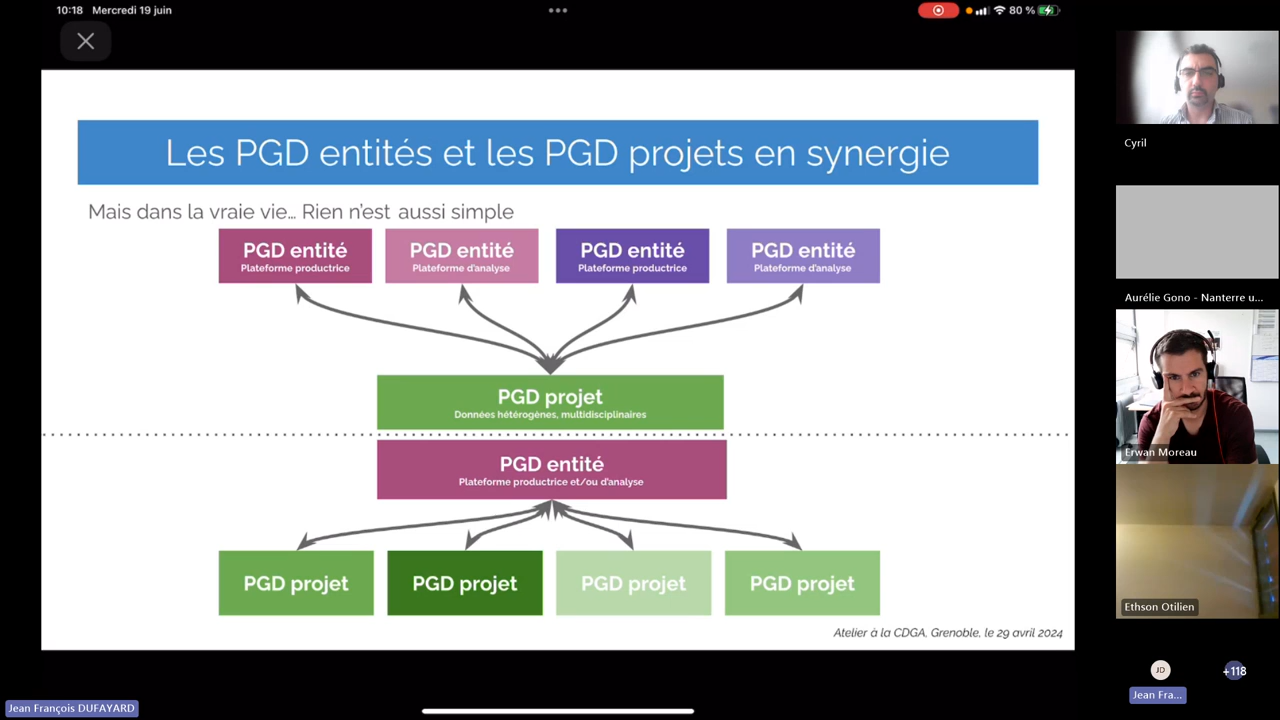 10:18 Mercredi 19 juin
80 %
Les PGD entités et les PGD projets en synergie
Mais dans la vraie vie... Rien n'est aussi simple
PGD entité
Plateforme productrice
PGD entité
Plateforme d'analyse
PGD entité
Plateforme productrice
PGD entité
Plateforme d'analyse
PGD projet
Données hétérogènes, multidisciplinaires
PGD entité
Plateforme productrice et/ou d'analyse
PGD projet
PGD projet
PGD projet
PGD projet
Atelier à la CDGA, Grenoble, le 29 avril 2024
Jean François DUFAYARD
Cyril
Aurélie Gono - Nanterre u...
Erwan Moreau
Ethson Otilien
JD
+118
Jean Fra...